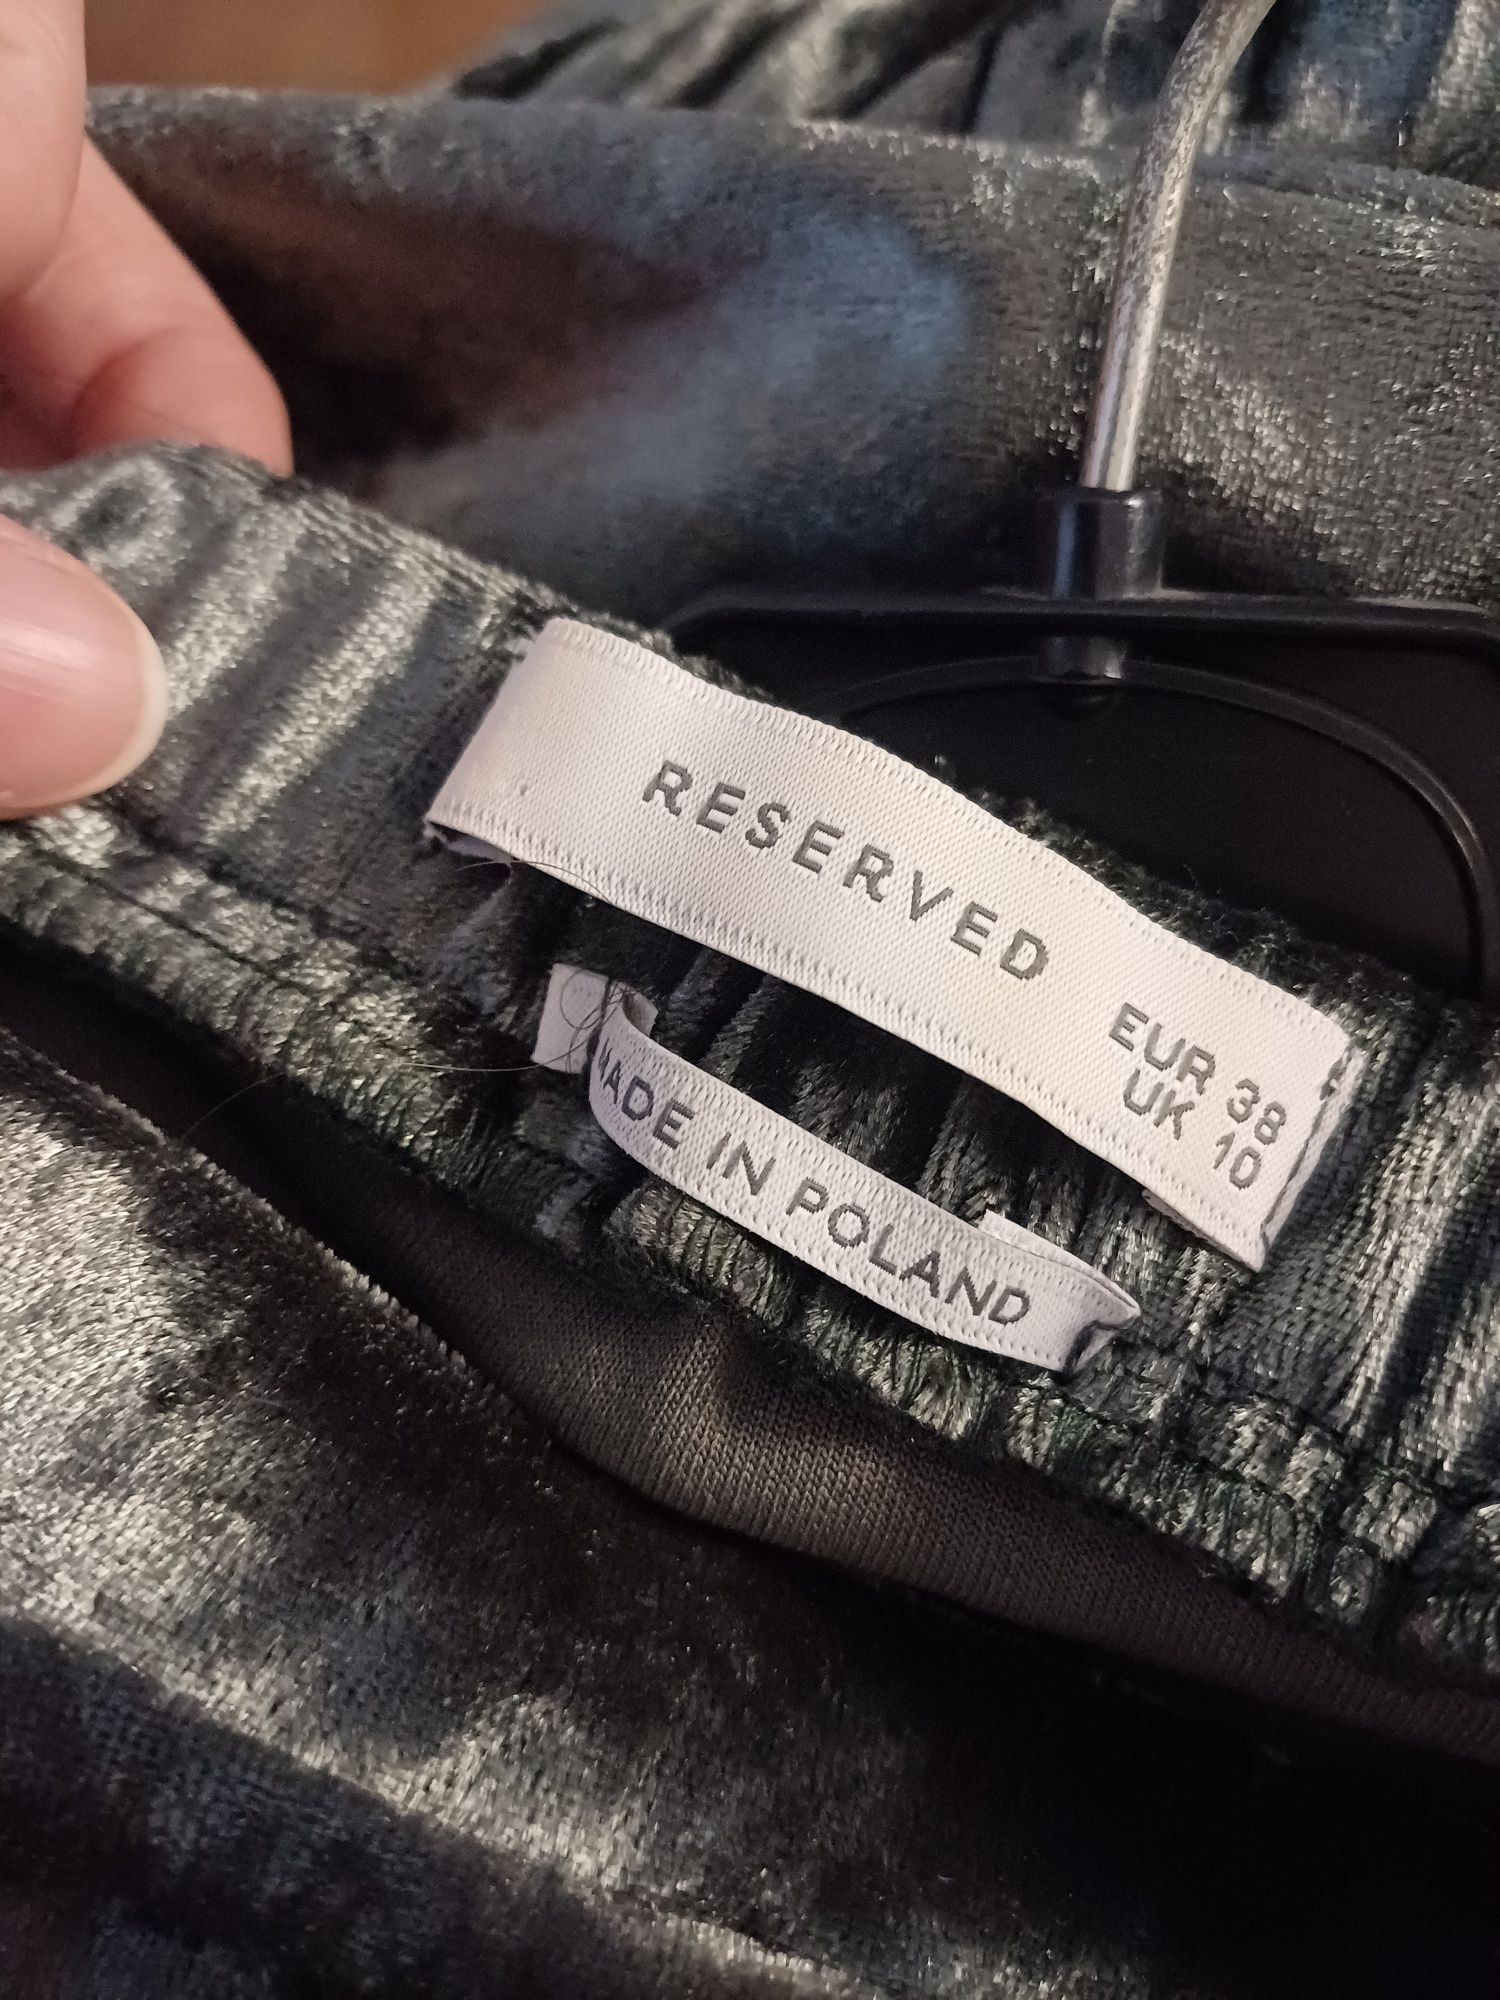 RESERVED
EUR 38
UK 10
MADE IN POLAND